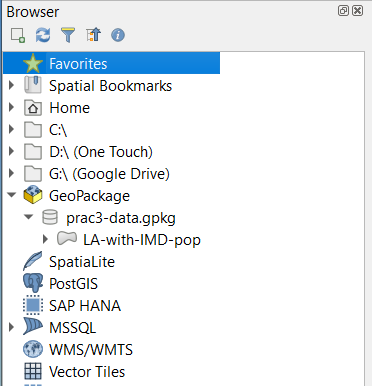 Browser
Favorites
Spatial Bookmarks
Home
C:\
D:\ (One Touch)
G:\ (Google Drive)
GeoPackage
prac3-data.gpkg
LA-with-IMD-pop
SpatiaLite
PostGIS
SAP HANA
MSSQL
WMS/WMTS
Vector Tiles